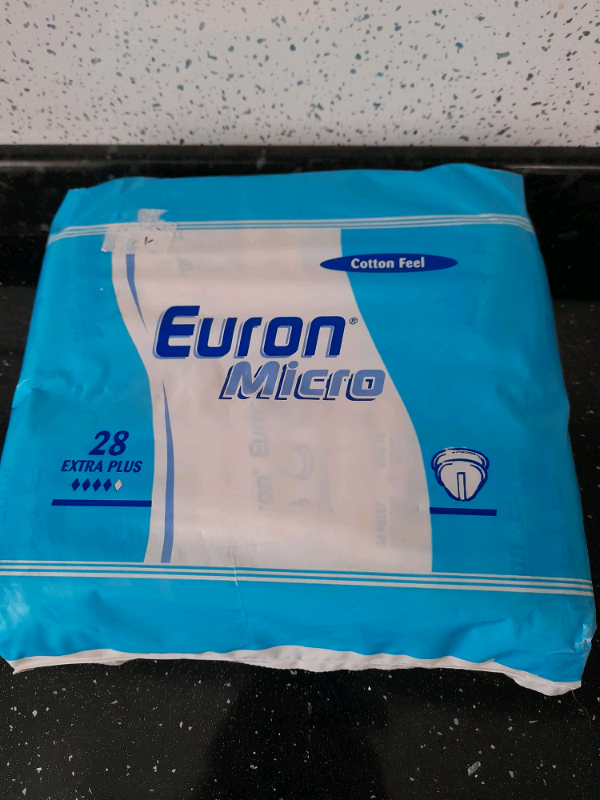 Cotton Feel
Euron®
Micro
28
EXTRA PLUS